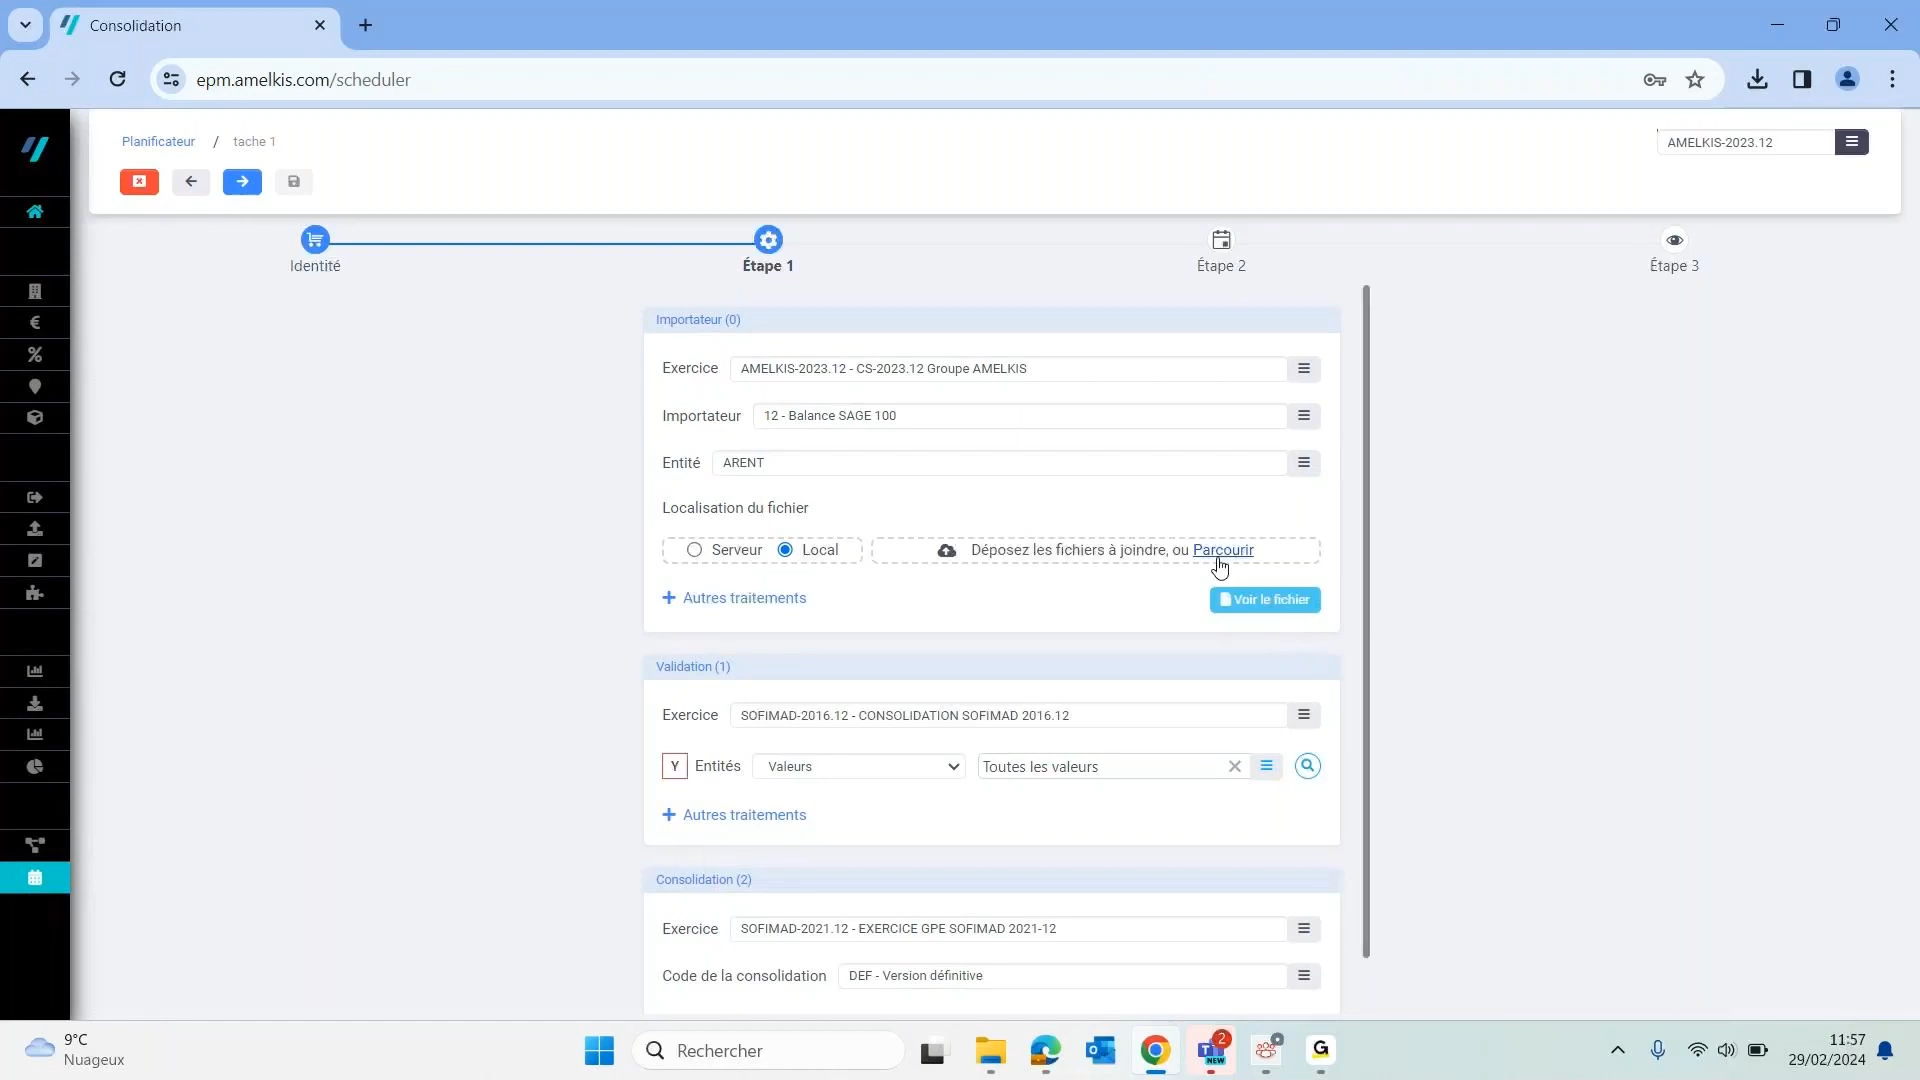 Consolidation
epm.amelkis.com/scheduler
Planificateur / tache 1
AMELKIS-2023.12
Identité
Étape 1
Étape 2
Étape 3
Importateur (0)
Exercice AMELKIS-2023.12 - CS-2023.12 Groupe AMELKIS
Importateur 12 - Balance SAGE 100
Entité ARENT
Localisation du fichier
Serveur Local Déposez les fichiers à joindre, ou Parcourir
+ Autres traitements Voir le fichier
Validation (1)
Exercice SOFIMAD-2016.12 - CONSOLIDATION SOFIMAD 2016.12
Y Entités Valeurs Toutes les valeurs
+ Autres traitements
Consolidation (2)
Exercice SOFIMAD-2021.12 - EXERCICE GPE SOFIMAD 2021-12
Code de la consolidation DEF - Version définitive
9°C
Nuageux
Rechercher
2
NEW
G
11:57
29/02/2024